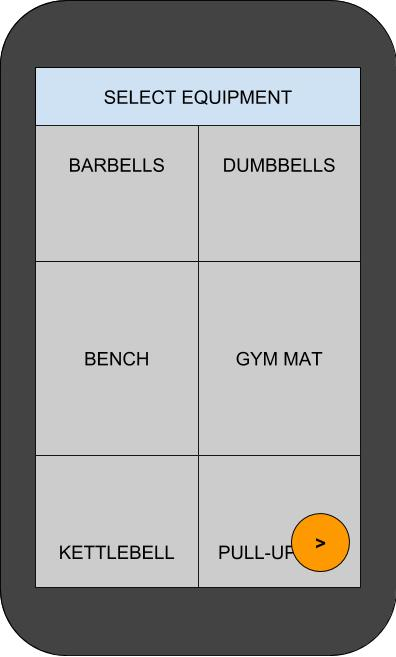 SELECT EQUIPMENT
BARBELLS DUMBBELLS
BENCH GYM MAT
KETTLEBELL PULL-UP
>